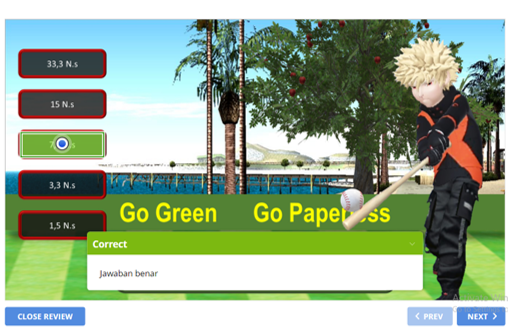 33,3 N.s
15 N.s
3,3 N.s
1,5 N.s
Go Green Go Paperless
Correct
Jawaban benar
CLOSE REVIEW
PREV
NEXT